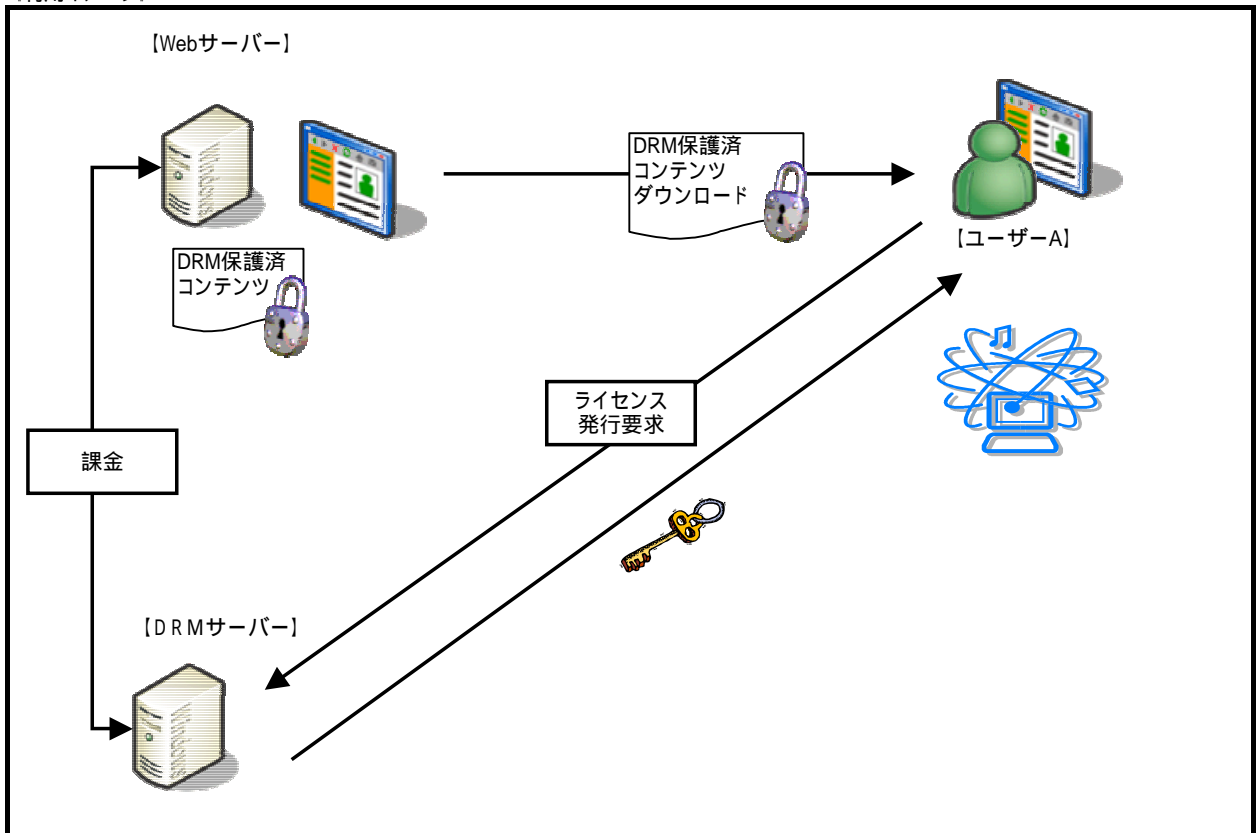 【Webサーバー】
DRM保護済
コンテンツ
ダウンロード
【ユーザーA】
DRM保護済
コンテンツ
ライセンス
発行要求
課金
【DRMサーバー】